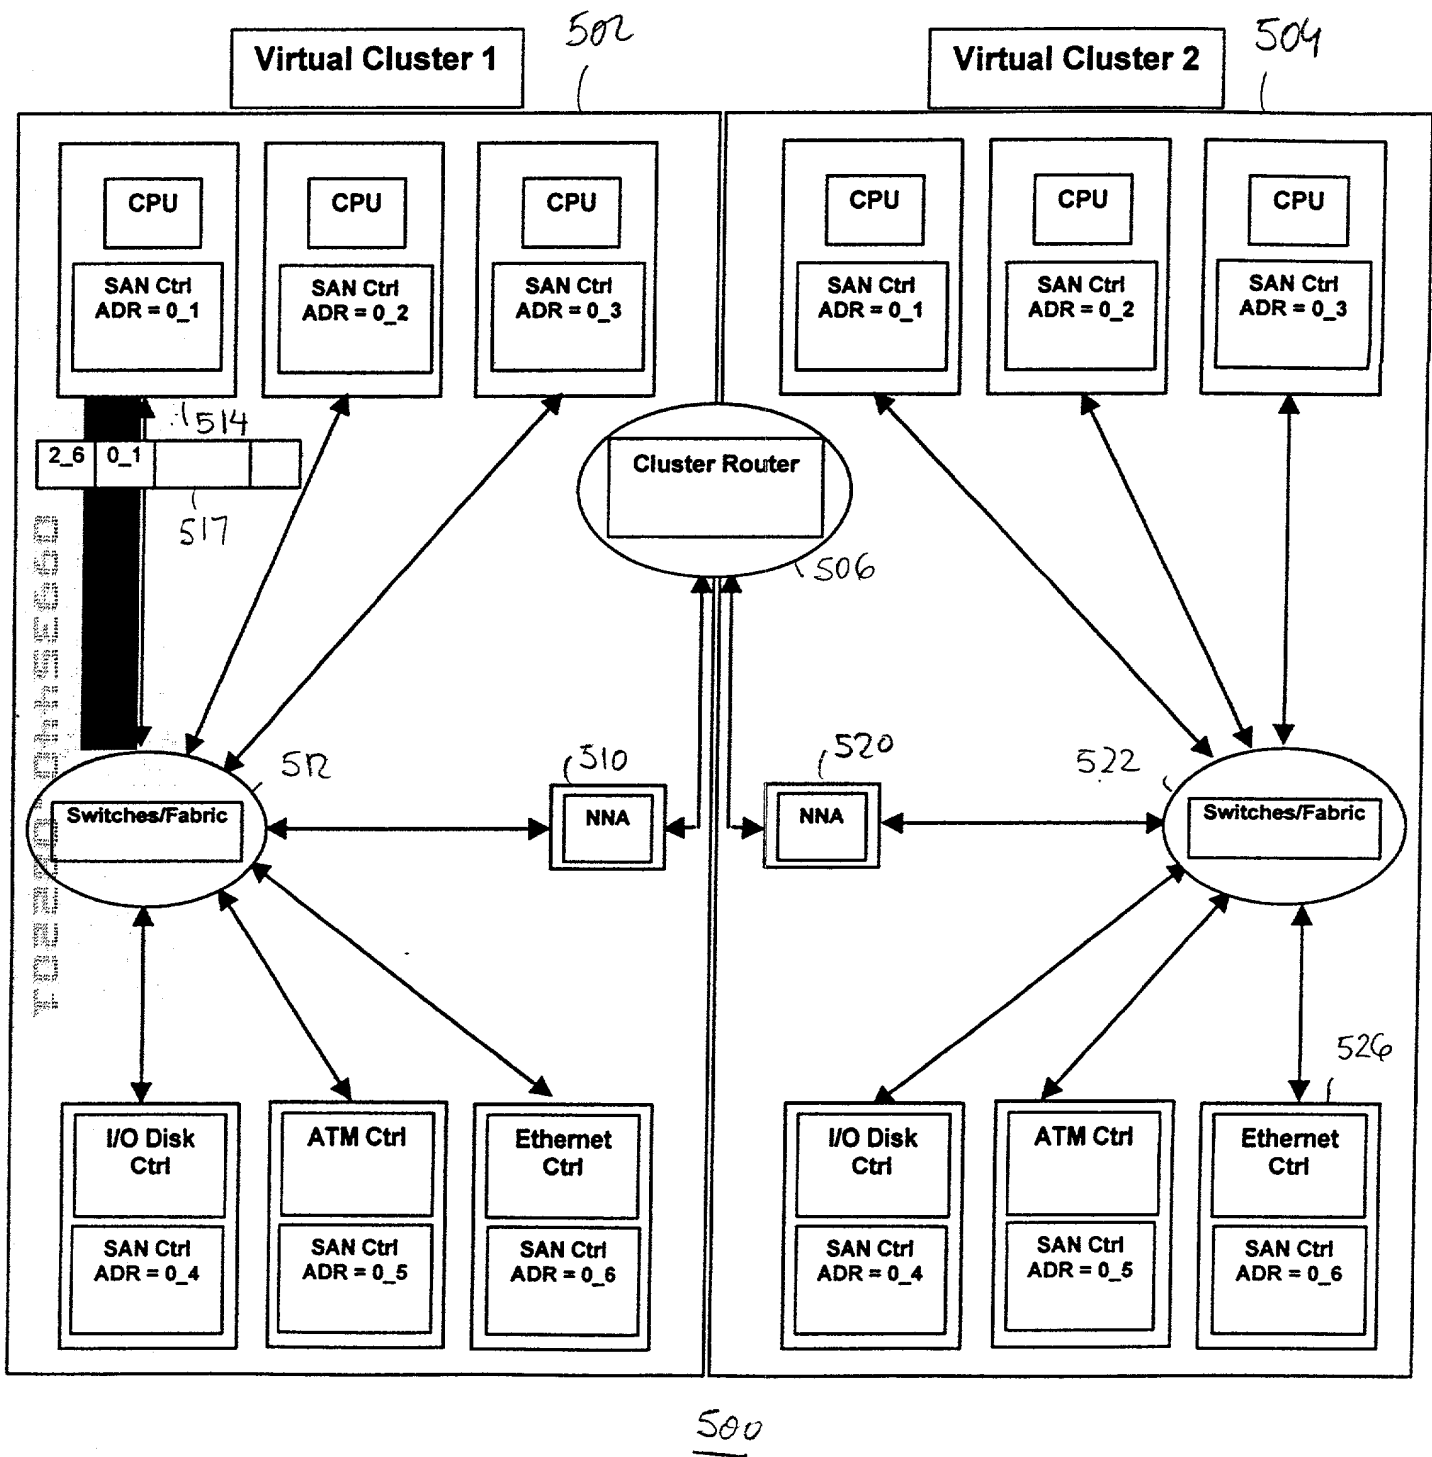 502
504
Virtual Cluster 1
Virtual Cluster 2
CPU
CPU
CPU
CPU
CPU
CPU
SAN Ctrl
ADR = 0_1
SAN Ctrl
ADR = 0_2
SAN Ctrl
ADR = 0_3
SAN Ctrl
ADR = 0_1
SAN Ctrl
ADR = 0_2
SAN Ctrl
ADR = 0_3
514
2_6 0_1
517
Cluster Router
506
512
510
520
522
Switches/Fabric
NNA
NNA
Switches/Fabric
526
I/O Disk
Ctrl
ATM Ctrl
Ethernet
Ctrl
I/O Disk
Ctrl
ATM Ctrl
Ethernet
Ctrl
SAN Ctrl
ADR = 0_4
SAN Ctrl
ADR = 0_5
SAN Ctrl
ADR = 0_6
SAN Ctrl
ADR = 0_4
SAN Ctrl
ADR = 0_5
SAN Ctrl
ADR = 0_6
500